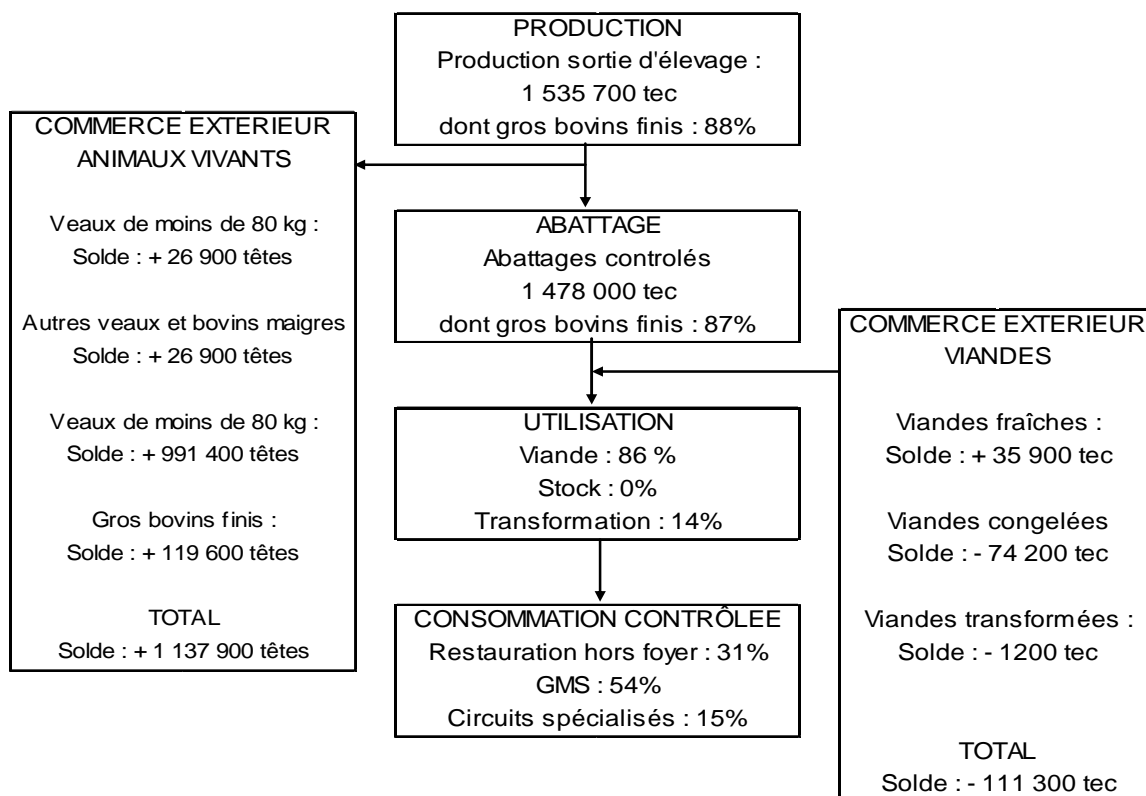 PRODUCTION
Production sortie d'élevage :
1 535 700 tec
dont gros bovins finis : 88%
COMMERCE EXTERIEUR
ANIMAUX VIVANTS
Veaux de moins de 80 kg :
Solde : + 26 900 têtes
Autres veaux et bovins maigres
Solde : + 26 900 têtes
Veaux de moins de 80 kg :
Solde : + 991 400 têtes
Gros bovins finis :
Solde : + 119 600 têtes
TOTAL
Solde : + 1 137 900 têtes
ABATTAGE
Abattages controlés
1 478 000 tec
dont gros bovins finis : 87%
COMMERCE EXTERIEUR
VIANDES
Viandes fraîches :
Solde : + 35 900 tec
Viandes congelées
Solde : - 74 200 tec
Viandes transformées :
Solde : - 1200 tec
TOTAL
Solde : - 111 300 tec
UTILISATION
Viande : 86 %
Stock : 0%
Transformation : 14%
CONSOMMATION CONTRÔLEE
Restauration hors foyer : 31%
GMS : 54%
Circuits spécialisés : 15%